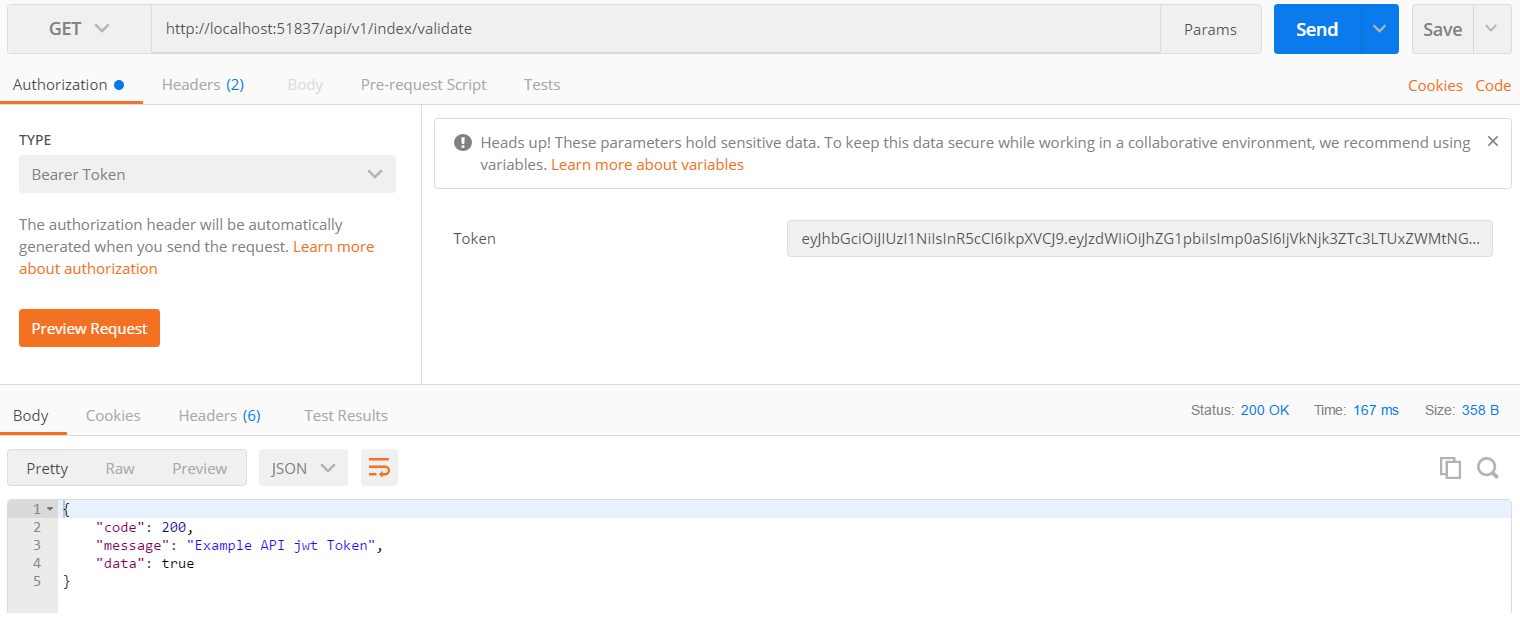 GET http://localhost:51837/api/v1/index/validate Params Send Save
Authorization Headers (2) Body Pre-request Script Tests Cookies Code
TYPE
Bearer Token
The authorization header will be automatically
generated when you send the request. Learn more
about authorization
Preview Request
Heads up! These parameters hold sensitive data. To keep this data secure while working in a collaborative environment, we recommend using
variables. Learn more about variables
Token eyJhbGciOiJIUzI1NiIsInR5cCI6IkpXVCJ9.eyJzdWIiOiJhZG1pbiIsImp0aSI6IjVkNjk3ZTc3LTUxZWMtNG...
Body Cookies Headers (6) Test Results Status: 200 OK Time: 167 ms Size: 358 B
Pretty Raw Preview JSON
1 {
2 "code": 200,
3 "message": "Example API jwt Token",
4 "data": true
5 }